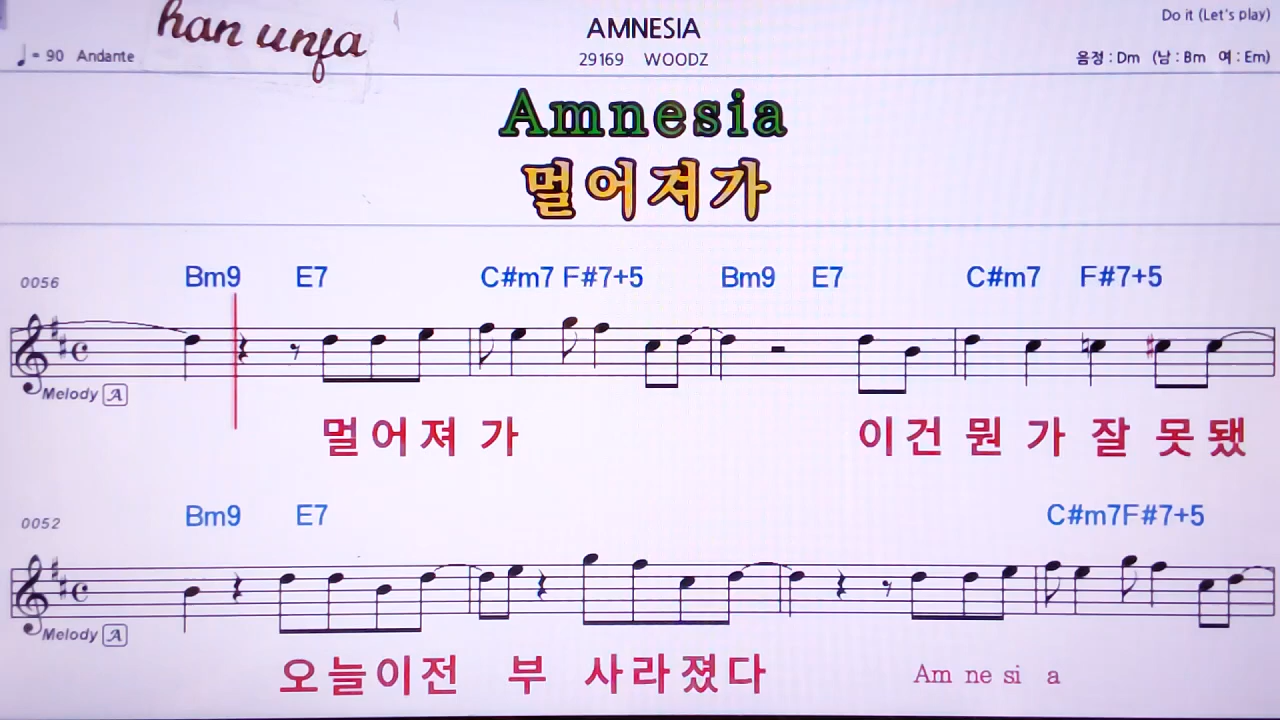 han unja
AMNESIA
Do it (Let's play)
♩= 90 Andante
29169 WOODZ
음정 : Dm (남 : Bm 여 : Em)
Amnesia
멀어져가
0056 Bm9 E7 C#m7 F#7+5 Bm9 E7 C#m7 F#7+5
Melody A
멀어져 가 이건 뭔 가 잘 못됐
0052 Bm9 E7 C#m7F#7+5
Melody A
오늘이전 부 사라졌다 Am ne si a